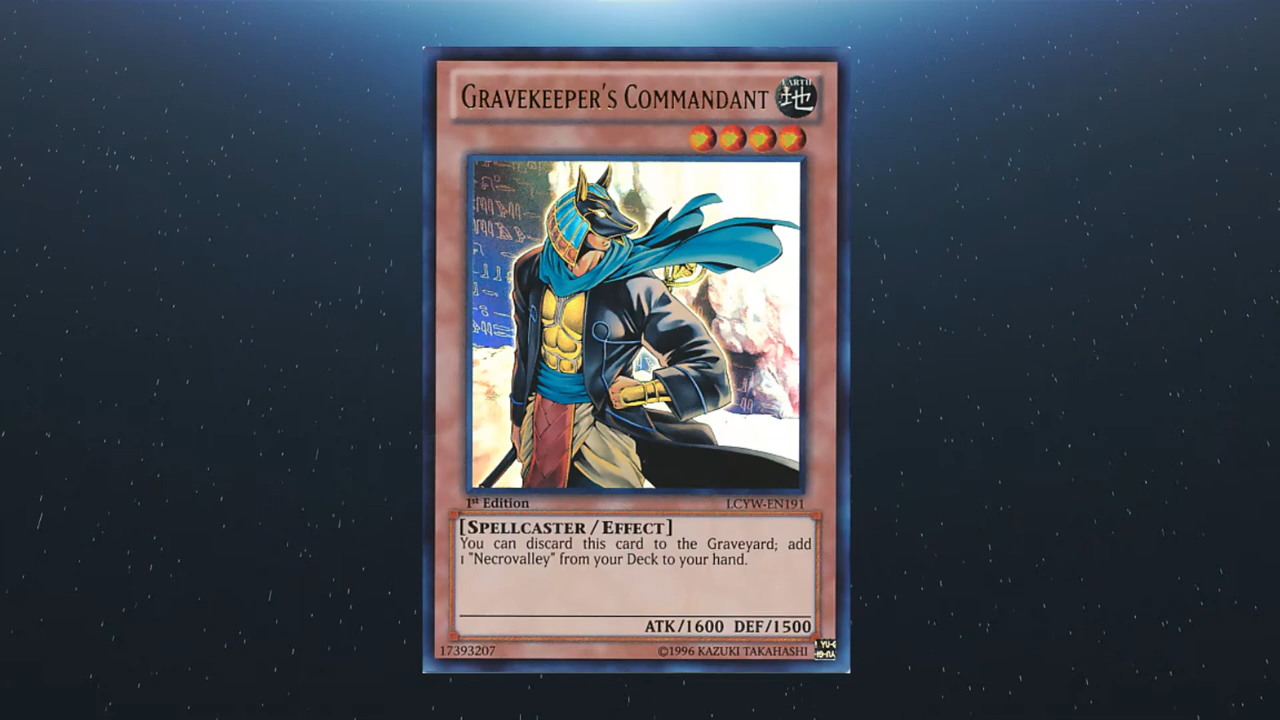 GRAVEKEEPER'S COMMANDANT
EARTH
地
1st Edition
LCYW-EN191
[SPELLCASTER / EFFECT]
You can discard this card to the Graveyard; add
1 "Necrovalley" from your Deck to your hand.
ATK/1600 DEF/1500
17393207
©1996 KAZUKI TAKAHASHI